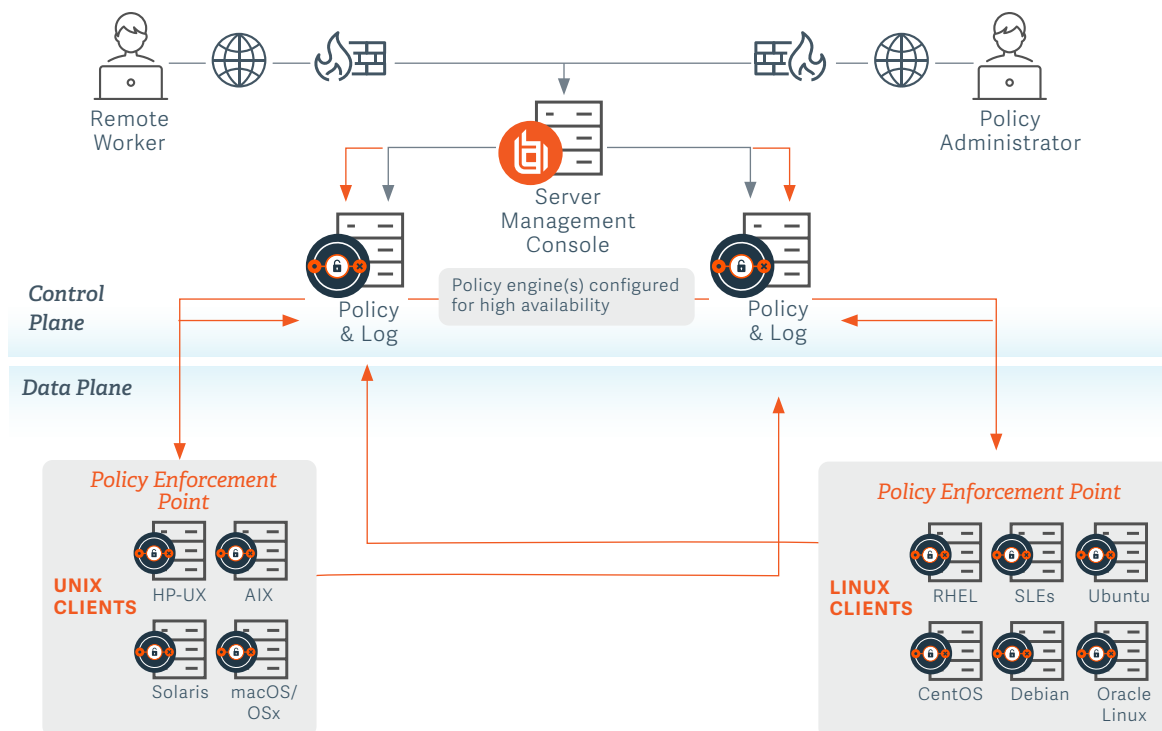 Remote
Worker
Policy
Administrator
Server
Management
Console
Policy engine(s) configured
for high availability
Control
Plane
Policy
& Log
Policy
& Log
Data Plane
Policy Enforcement
Point
UNIX
CLIENTS
HP-UX
AIX
Solaris
macOS/
OSx
Policy Enforcement Point
LINUX
CLIENTS
RHEL
SLEs
Ubuntu
CentOS
Debian
Oracle
Linux